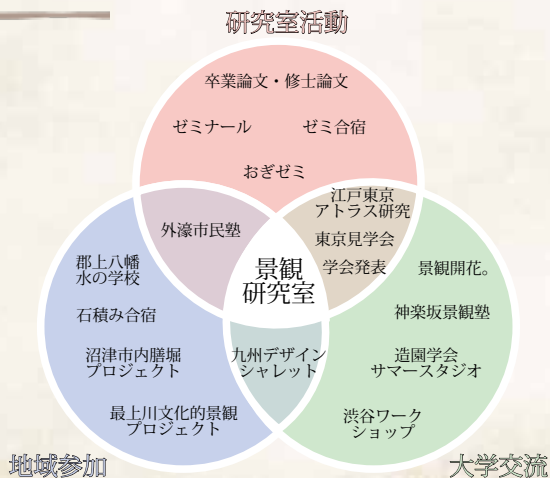 研究室活動
卒業論文・修士論文
ゼミナール
ゼミ合宿
おぎゼミ
江戸東京
アトラス研究
外濠市民塾
東京見学会
学会発表
景観
研究室
郡上八幡
水の学校
景観開花。
石積み合宿
神楽坂景観塾
沼津市内膳堀
プロジェクト
九州デザイン
シャレット
造園学会
サマースタジオ
最上川文化的景観
プロジェクト
渋谷ワーク
ショップ
地域参加
大学交流